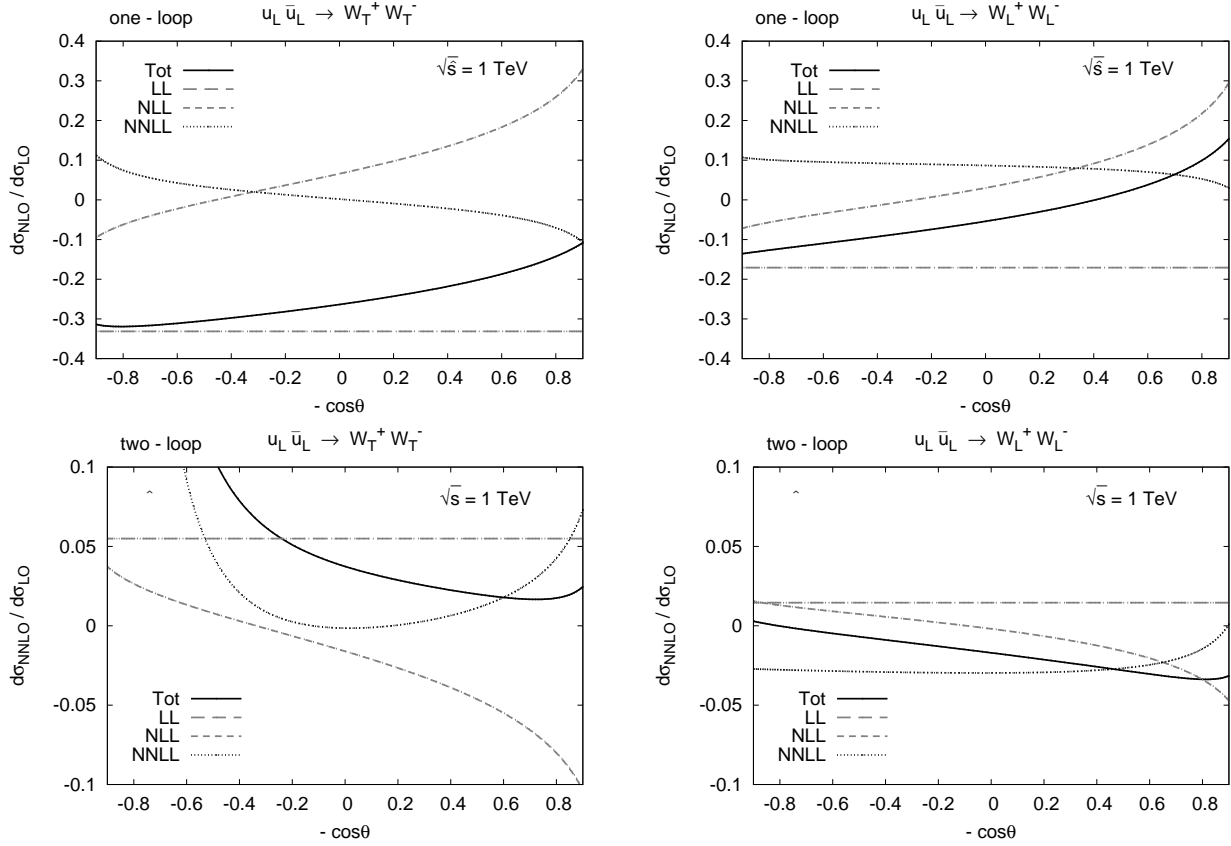 one - loop u_L ū_L → W_T^+ W_T^-
0.4
0.3
0.2
0.1
0
-0.1
-0.2
-0.3
-0.4
dσ_NLO / dσ_LO
√ŝ = 1 TeV
Tot
LL
NLL
NNLL
-0.8 -0.6 -0.4 -0.2 0 0.2 0.4 0.6 0.8
- cosθ
one - loop u_L ū_L → W_L^+ W_L^-
0.4
0.3
0.2
0.1
0
-0.1
-0.2
-0.3
-0.4
dσ_NLO / dσ_LO
√ŝ = 1 TeV
Tot
LL
NLL
NNLL
-0.8 -0.6 -0.4 -0.2 0 0.2 0.4 0.6 0.8
- cosθ
two - loop u_L ū_L → W_T^+ W_T^-
0.1
0.05
0
-0.05
-0.1
dσ_NNLO / dσ_LO
ˆ
√s = 1 TeV
Tot
LL
NLL
NNLL
-0.8 -0.6 -0.4 -0.2 0 0.2 0.4 0.6 0.8
- cosθ
two - loop u_L ū_L → W_L^+ W_L^-
0.1
0.05
0
-0.05
-0.1
dσ_NNLO / dσ_LO
ˆ
√s = 1 TeV
Tot
LL
NLL
NNLL
-0.8 -0.6 -0.4 -0.2 0 0.2 0.4 0.6 0.8
- cosθ